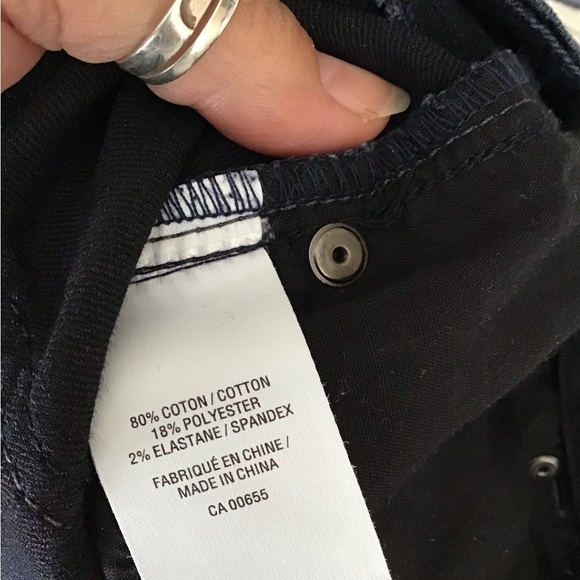 80% COTON / COTTON
18% POLYESTER
2% ELASTANE / SPANDEX
FABRIQUÉ EN CHINE /
MADE IN CHINA
CA 00655